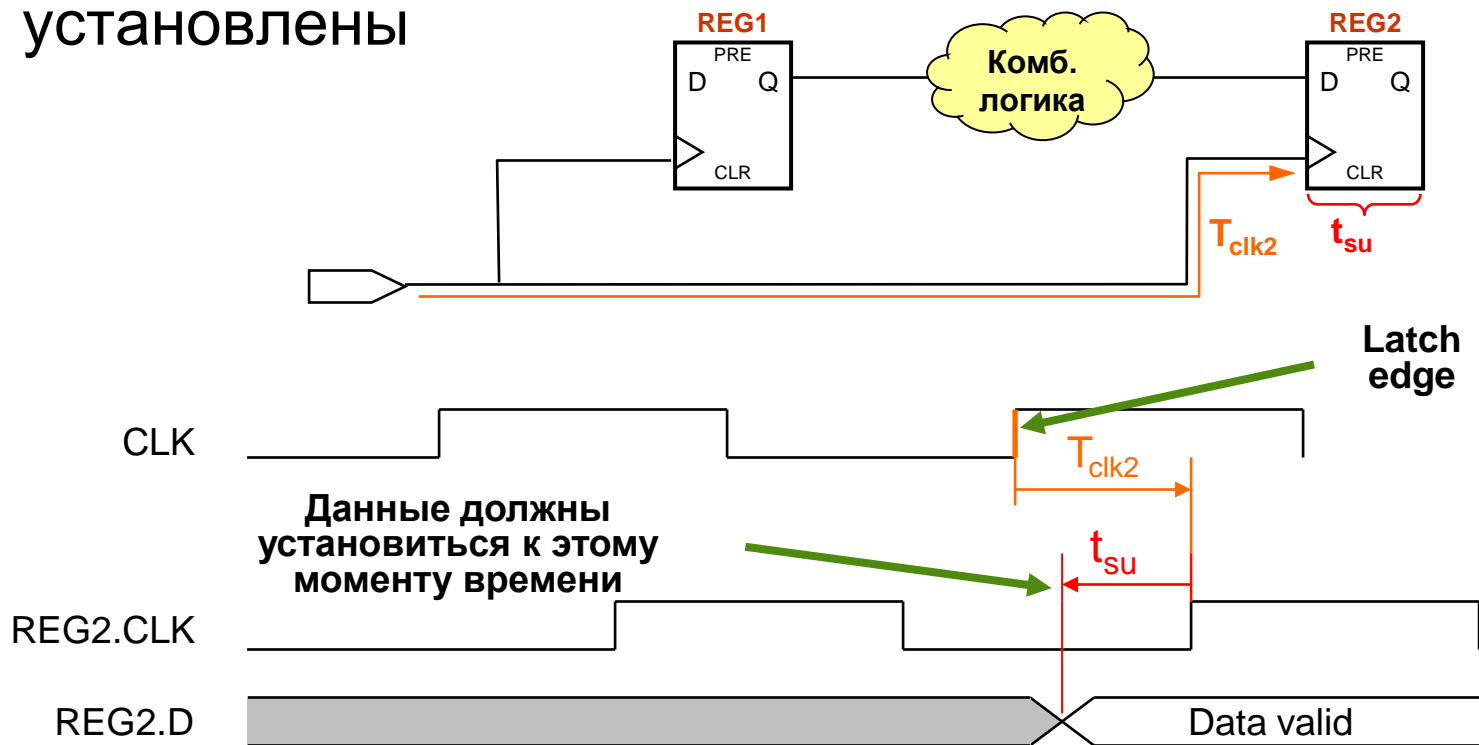 установлены
REG1
PRE
D Q
CLR
Комб.
логика
REG2
PRE
D Q
CLR
Tclk2
tsu
Latch
edge
CLK
Tclk2
Данные должны
установиться к этому
моменту времени
tsu
REG2.CLK
REG2.D
Data valid